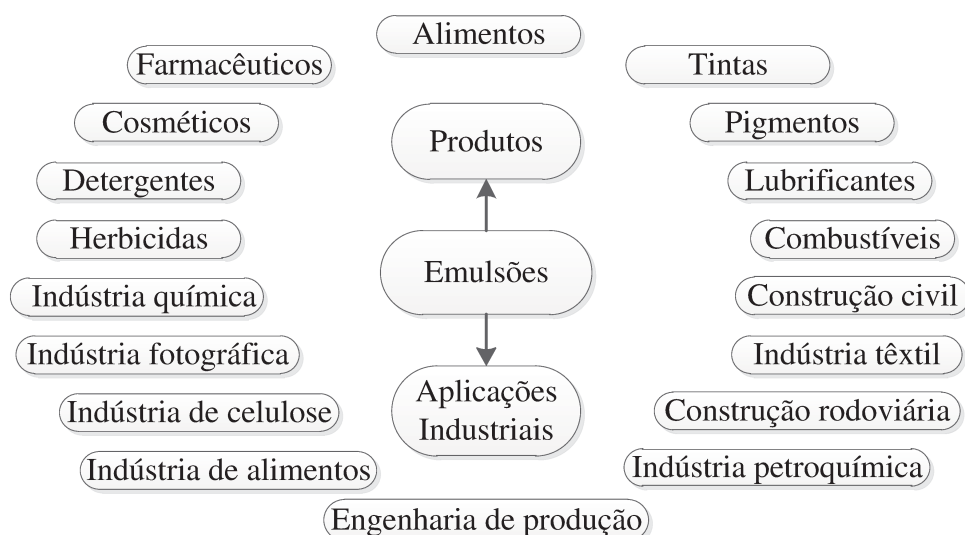 Alimentos
Farmacêuticos
Tintas
Cosméticos
Produtos
Pigmentos
Detergentes
Lubrificantes
Herbicidas
Emulsões
Combustíveis
Indústria química
Construção civil
Indústria fotográfica
Indústria têxtil
Aplicações
Industriais
Indústria de celulose
Construção rodoviária
Indústria de alimentos
Indústria petroquímica
Engenharia de produção